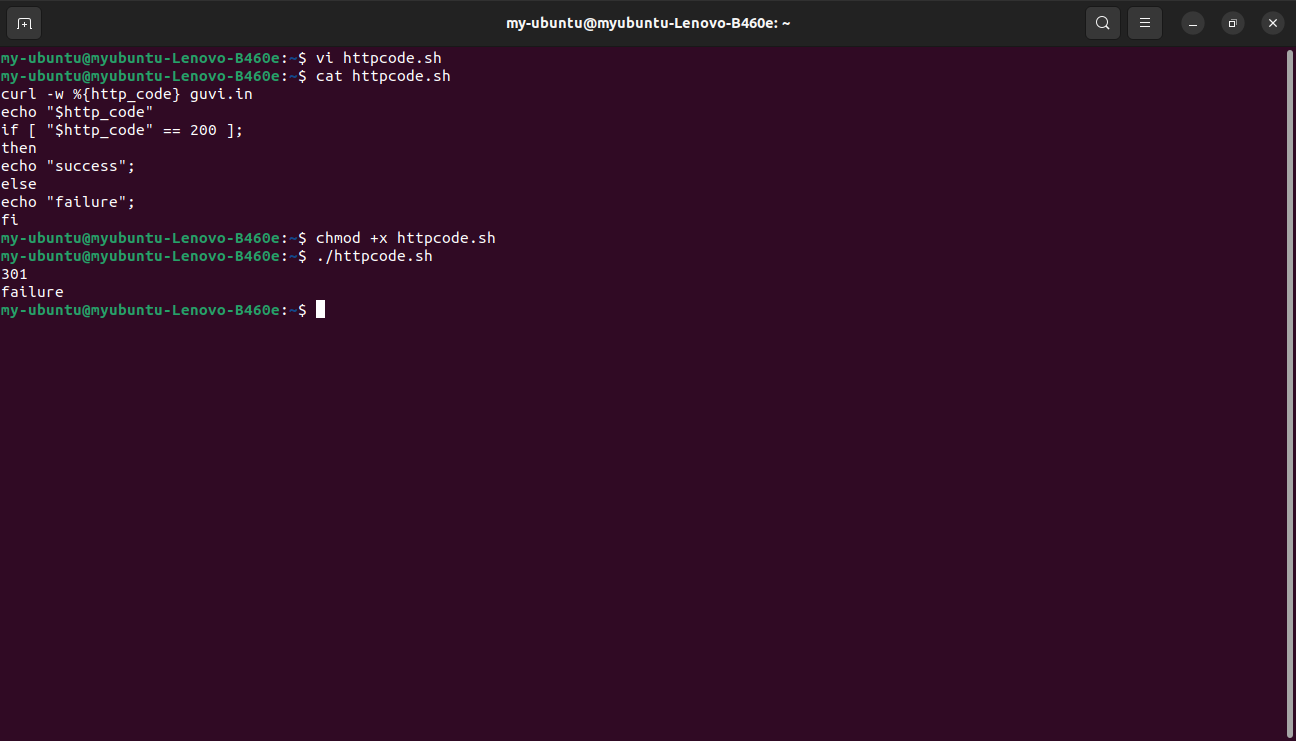 my-ubuntu@myubuntu-Lenovo-B460e: ~
my-ubuntu@myubuntu-Lenovo-B460e:~$ vi httpcode.sh
my-ubuntu@myubuntu-Lenovo-B460e:~$ cat httpcode.sh
curl -w %{http_code} guvi.in
echo "$http_code"
if [ "$http_code" == 200 ];
then
echo "success";
else
echo "failure";
fi
my-ubuntu@myubuntu-Lenovo-B460e:~$ chmod +x httpcode.sh
my-ubuntu@myubuntu-Lenovo-B460e:~$ ./httpcode.sh
301
failure
my-ubuntu@myubuntu-Lenovo-B460e:~$